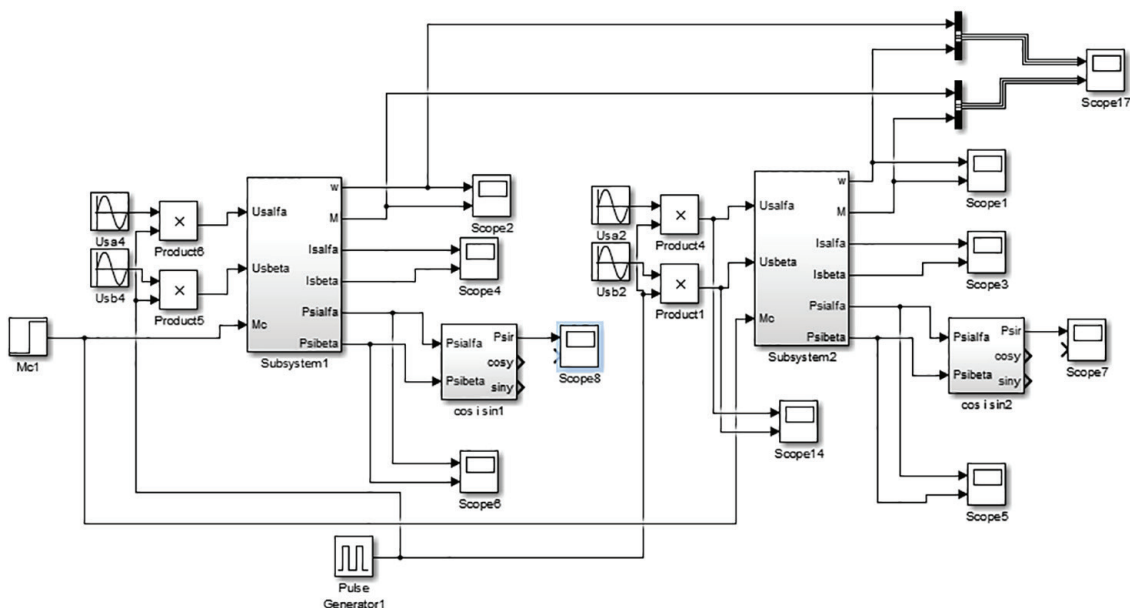 Scope17
w
M
Isalfa
Isbeta
Psialfa
Psibeta
Usalfa
Usbeta
Mc
Subsystem1
Usa4
Product6
Usb4
Product5
Mc1
Scope2
Scope4
Psialfa
Psibeta
Psir
cosy
siny
cos i sin1
Scope8
Scope6
Pulse
Generator1
Usa2
Product4
Usb2
Product1
Scope14
Usalfa
Usbeta
Mc
w
M
Isalfa
Isbeta
Psialfa
Psibeta
Subsystem2
Scope1
Scope3
Psialfa
Psibeta
Psir
cosy
siny
cos i sin2
Scope7
Scope5